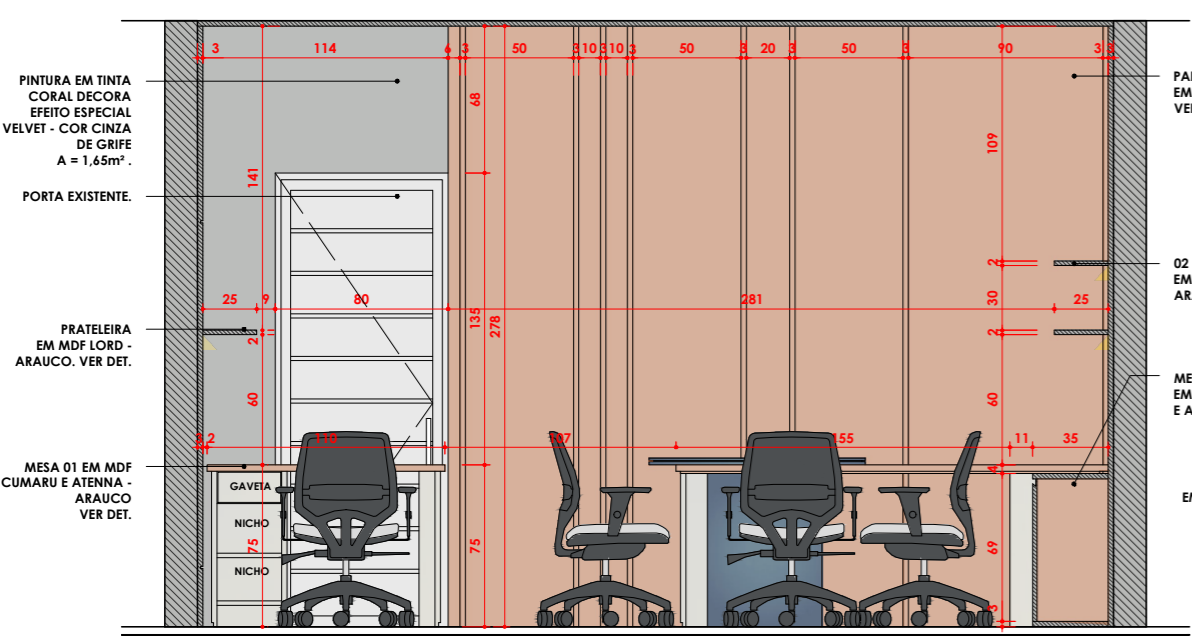 3 114 6 3 50 3 10 3 10 3 50 3 20 3 50 3 90 3 3
PINTURA EM TINTA
CORAL DECORA
EFEITO ESPECIAL
VELVET - COR CINZA
DE GRIFE
A = 1,65m² .
PORTA EXISTENTE.
PRATELEIRA
EM MDF LORD -
ARAUCO. VER DET.
MESA 01 EM MDF
CUMARU E ATENNA -
ARAUCO
VER DET.
141
68
109
2
30
2
25 9 80 281 25
135
278
2
60
60
110 155 11 35
4
GAVETA
NICHO
NICHO
75
75
69
3
EM
02
EM
E A